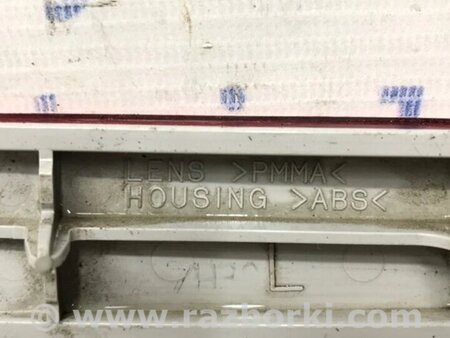 LENS >PMMA<
HOUSING >ABS<
L
© www.razborki.com